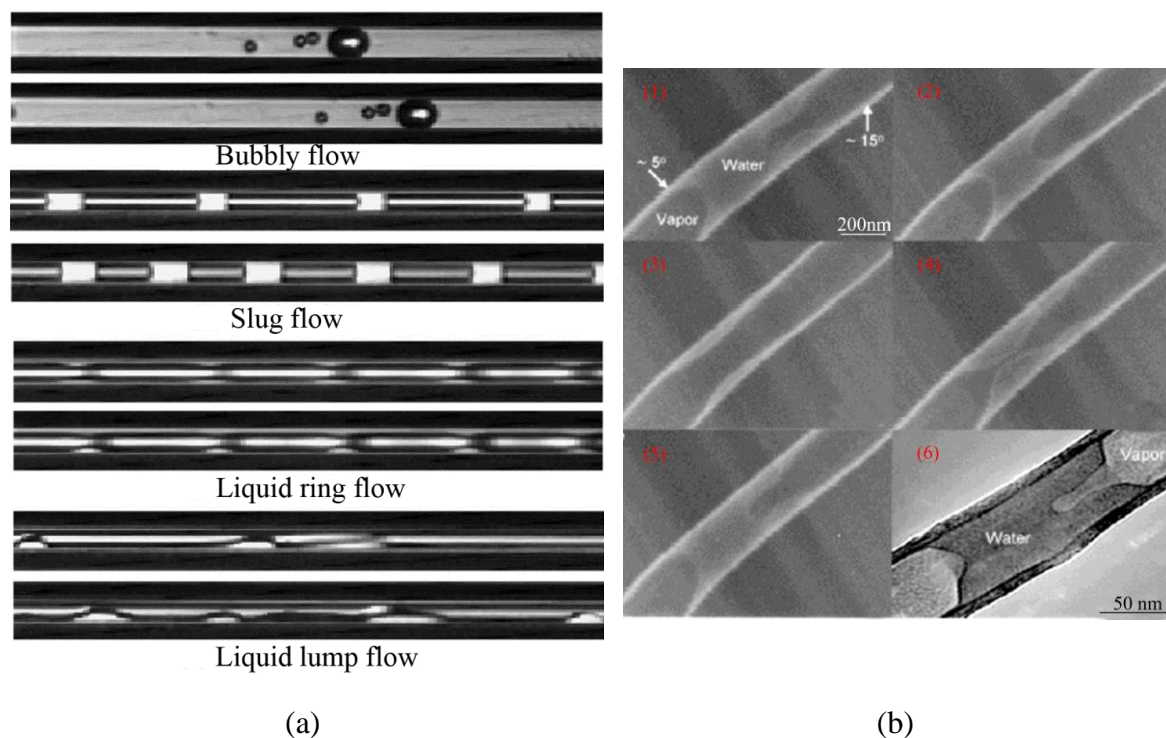 Bubbly flow
Slug flow
Liquid ring flow
Liquid lump flow
(a)
(1)
(2)
~ 15°
Water
~ 5°
Vapor
200nm
(3)
(4)
(5)
(6)
Vapor
Water
50 nm
(b)